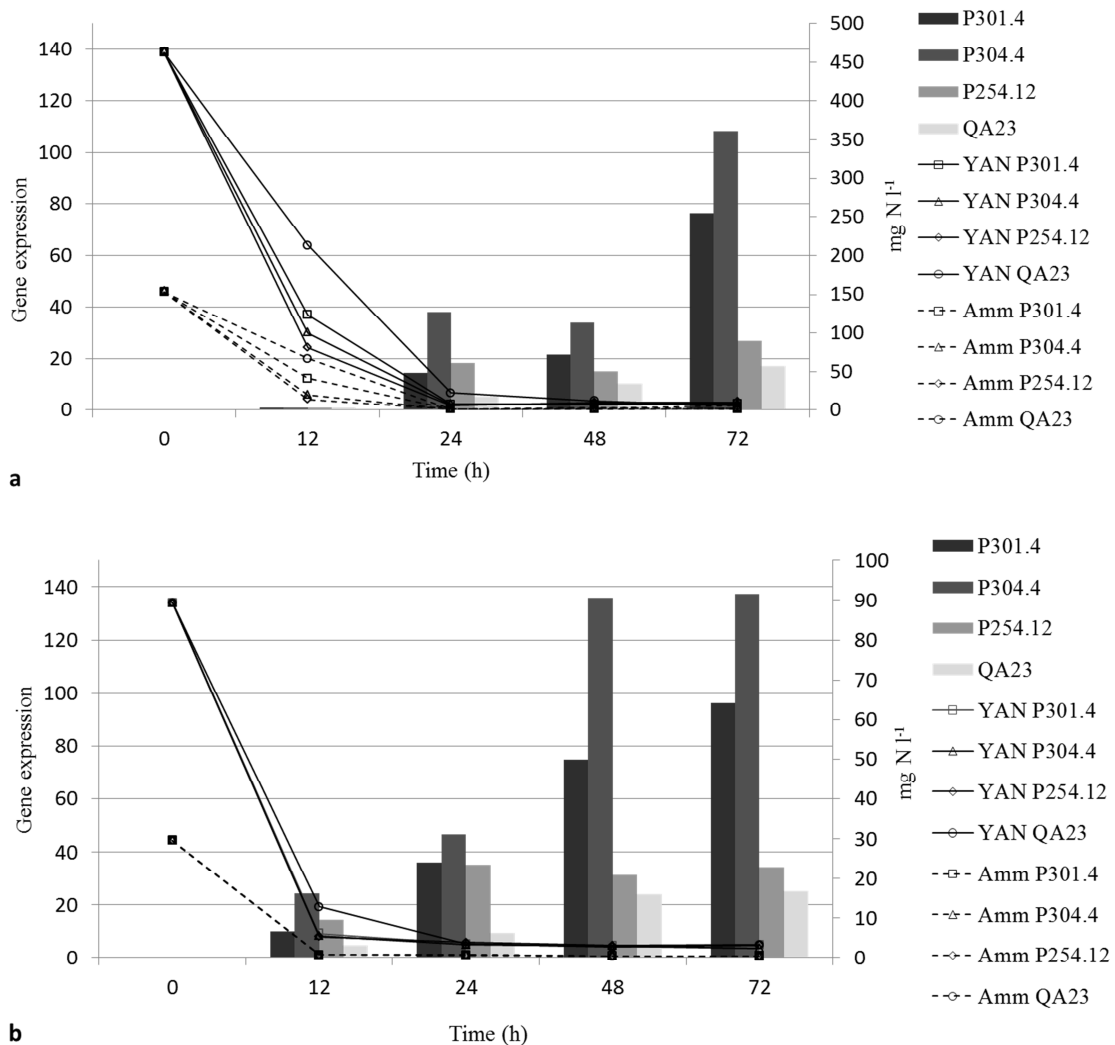 140
120
100
80
60
40
20
0
Gene expression
500
450
400
350
300
250
200
150
100
50
0
mg N l⁻¹
0 12 24 48 72
Time (h)
P301.4
P304.4
P254.12
QA23
YAN P301.4
YAN P304.4
YAN P254.12
YAN QA23
Amm P301.4
Amm P304.4
Amm P254.12
Amm QA23
a
140
120
100
80
60
40
20
0
Gene expression
100
90
80
70
60
50
40
30
20
10
0
mg N l⁻¹
0 12 24 48 72
Time (h)
P301.4
P304.4
P254.12
QA23
YAN P301.4
YAN P304.4
YAN P254.12
YAN QA23
Amm P301.4
Amm P304.4
Amm P254.12
Amm QA23
b